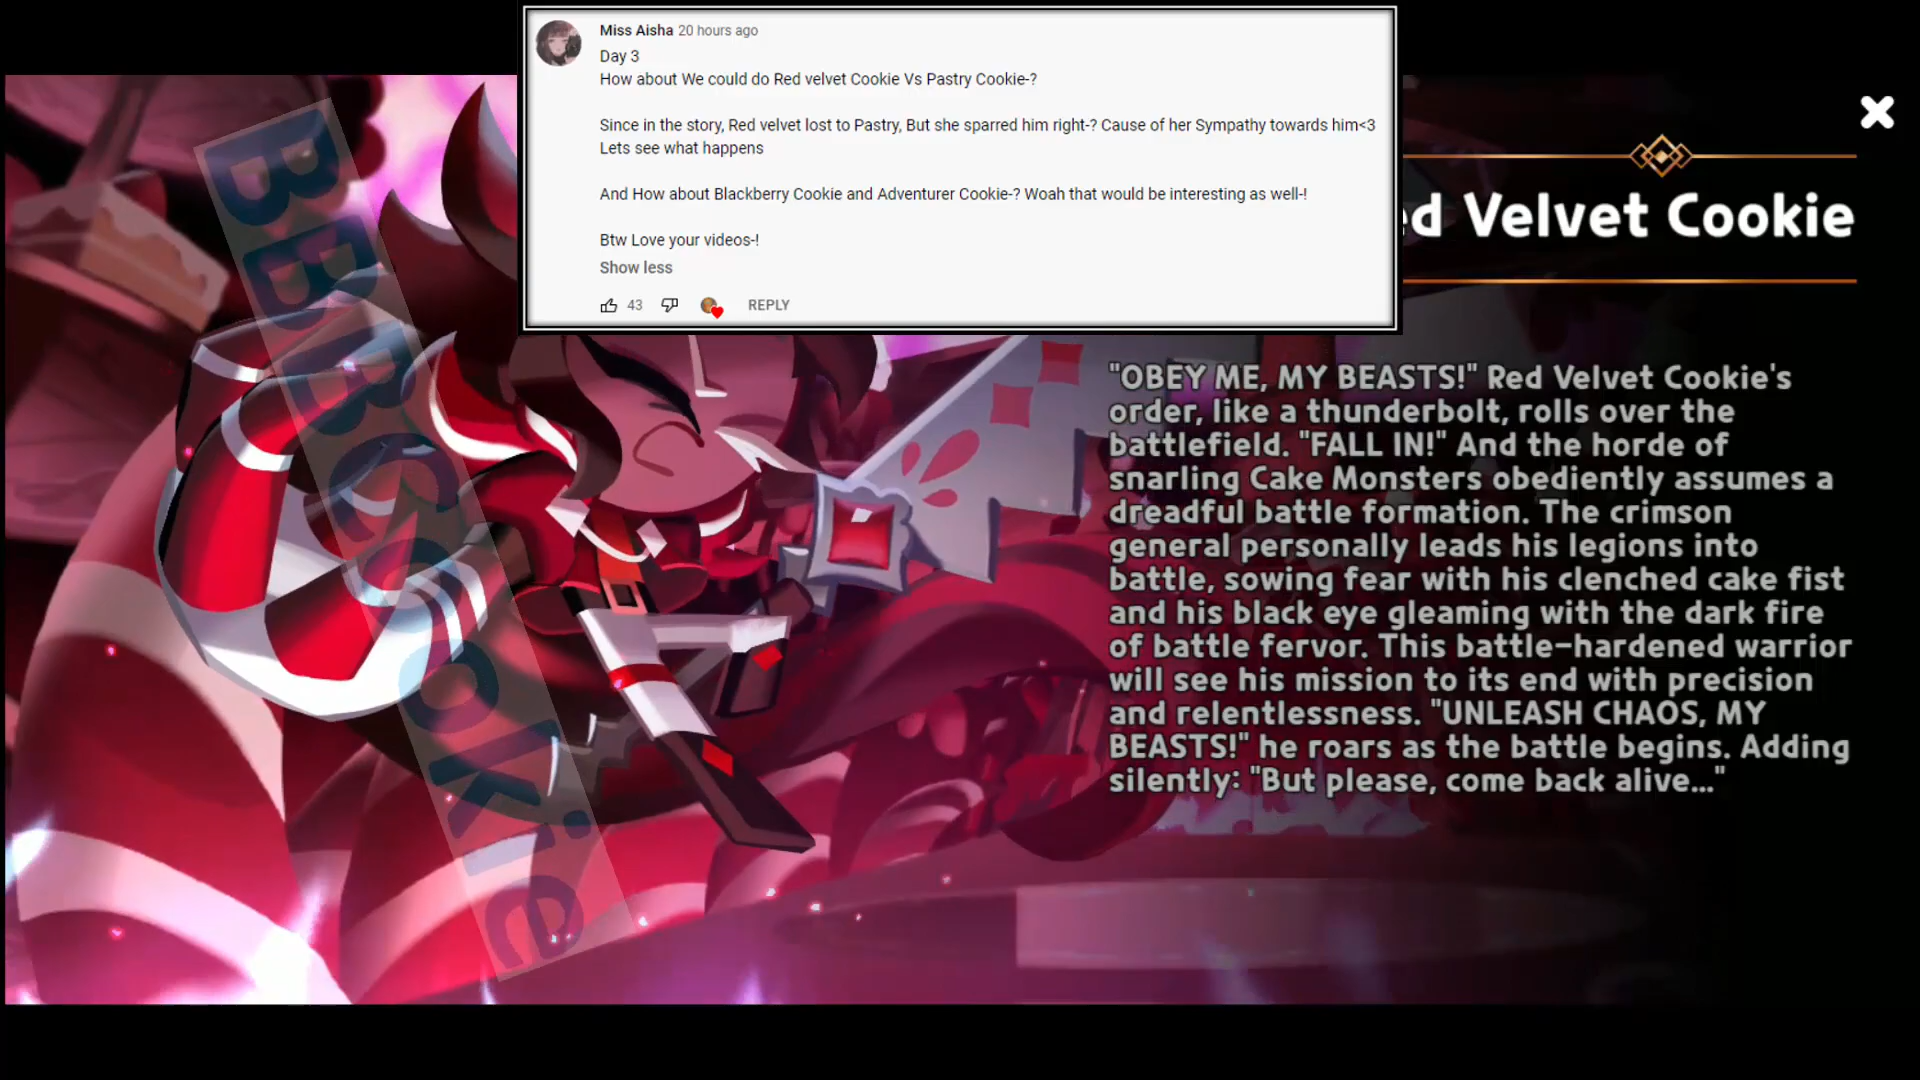 Miss Aisha 20 hours ago
Day 3
How about We could do Red velvet Cookie Vs Pastry Cookie-?
Since in the story, Red velvet lost to Pastry, But she sparred him right-? Cause of her Sympathy towards him<3
Lets see what happens
And How about Blackberry Cookie and Adventurer Cookie-? Woah that would be interesting as well-!
Btw Love your videos-!
Show less
43 REPLY
ed Velvet Cookie
"OBEY ME, MY BEASTS!" Red Velvet Cookie's
order, like a thunderbolt, rolls over the
battlefield. "FALL IN!" And the horde of
snarling Cake Monsters obediently assumes a
dreadful battle formation. The crimson
general personally leads his legions into
battle, sowing fear with his clenched cake fist
and his black eye gleaming with the dark fire
of battle fervor. This battle-hardened warrior
will see his mission to its end with precision
and relentlessness. "UNLEASH CHAOS, MY
BEASTS!" he roars as the battle begins. Adding
silently: "But please, come back alive..."
BBBCookie